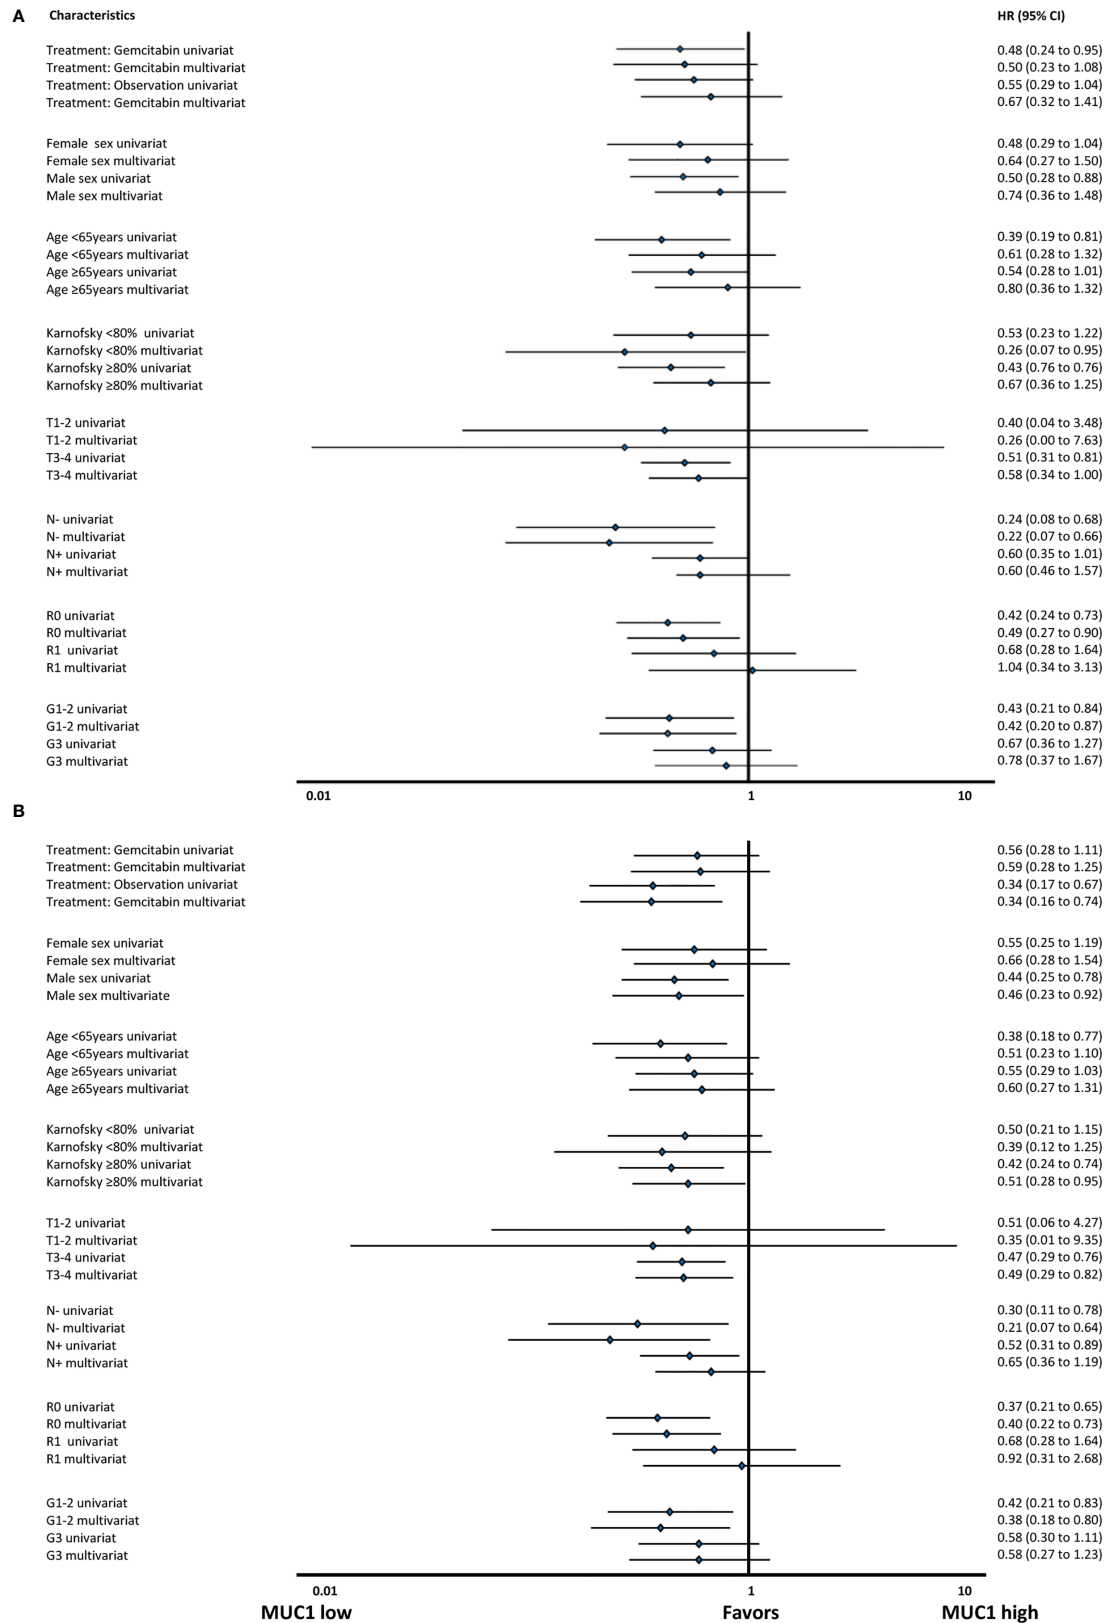 A Characteristics HR (95% CI)
Treatment: Gemcitabin univariat 0.48 (0.24 to 0.95)
Treatment: Gemcitabin multivariat 0.50 (0.23 to 1.08)
Treatment: Observation univariat 0.55 (0.29 to 1.04)
Treatment: Gemcitabin multivariat 0.67 (0.32 to 1.41)
Female sex univariat 0.48 (0.29 to 1.04)
Female sex multivariat 0.64 (0.27 to 1.50)
Male sex univariat 0.50 (0.28 to 0.88)
Male sex multivariat 0.74 (0.36 to 1.48)
Age <65years univariat 0.39 (0.19 to 0.81)
Age <65years multivariat 0.61 (0.28 to 1.32)
Age ≥65years univariat 0.54 (0.28 to 1.01)
Age ≥65years multivariat 0.80 (0.36 to 1.32)
Karnofsky <80% univariat 0.53 (0.23 to 1.22)
Karnofsky <80% multivariat 0.26 (0.07 to 0.95)
Karnofsky ≥80% univariat 0.43 (0.76 to 0.76)
Karnofsky ≥80% multivariat 0.67 (0.36 to 1.25)
T1-2 univariat 0.40 (0.04 to 3.48)
T1-2 multivariat 0.26 (0.00 to 7.63)
T3-4 univariat 0.51 (0.31 to 0.81)
T3-4 multivariat 0.58 (0.34 to 1.00)
N- univariat 0.24 (0.08 to 0.68)
N- multivariat 0.22 (0.07 to 0.66)
N+ univariat 0.60 (0.35 to 1.01)
N+ multivariat 0.60 (0.46 to 1.57)
R0 univariat 0.42 (0.24 to 0.73)
R0 multivariat 0.49 (0.27 to 0.90)
R1 univariat 0.68 (0.28 to 1.64)
R1 multivariat 1.04 (0.34 to 3.13)
G1-2 univariat 0.43 (0.21 to 0.84)
G1-2 multivariat 0.42 (0.20 to 0.87)
G3 univariat 0.67 (0.36 to 1.27)
G3 multivariat 0.78 (0.37 to 1.67)
0.01 1 10
B
Treatment: Gemcitabin univariat 0.56 (0.28 to 1.11)
Treatment: Gemcitabin multivariat 0.59 (0.28 to 1.25)
Treatment: Observation univariat 0.34 (0.17 to 0.67)
Treatment: Gemcitabin multivariat 0.34 (0.16 to 0.74)
Female sex univariat 0.55 (0.25 to 1.19)
Female sex multivariat 0.66 (0.28 to 1.54)
Male sex univariat 0.44 (0.25 to 0.78)
Male sex multivariate 0.46 (0.23 to 0.92)
Age <65years univariat 0.38 (0.18 to 0.77)
Age <65years multivariat 0.51 (0.23 to 1.10)
Age ≥65years univariat 0.55 (0.29 to 1.03)
Age ≥65years multivariat 0.60 (0.27 to 1.31)
Karnofsky <80% univariat 0.50 (0.21 to 1.15)
Karnofsky <80% multivariat 0.39 (0.12 to 1.25)
Karnofsky ≥80% univariat 0.42 (0.24 to 0.74)
Karnofsky ≥80% multivariat 0.51 (0.28 to 0.95)
T1-2 univariat 0.51 (0.06 to 4.27)
T1-2 multivariat 0.35 (0.01 to 9.35)
T3-4 univariat 0.47 (0.29 to 0.76)
T3-4 multivariat 0.49 (0.29 to 0.82)
N- univariat 0.30 (0.11 to 0.78)
N- multivariat 0.21 (0.07 to 0.64)
N+ univariat 0.52 (0.31 to 0.89)
N+ multivariat 0.65 (0.36 to 1.19)
R0 univariat 0.37 (0.21 to 0.65)
R0 multivariat 0.40 (0.22 to 0.73)
R1 univariat 0.68 (0.28 to 1.64)
R1 multivariat 0.92 (0.31 to 2.68)
G1-2 univariat 0.42 (0.21 to 0.83)
G1-2 multivariat 0.38 (0.18 to 0.80)
G3 univariat 0.58 (0.30 to 1.11)
G3 multivariat 0.58 (0.27 to 1.23)
0.01 1 10
MUC1 low Favors MUC1 high